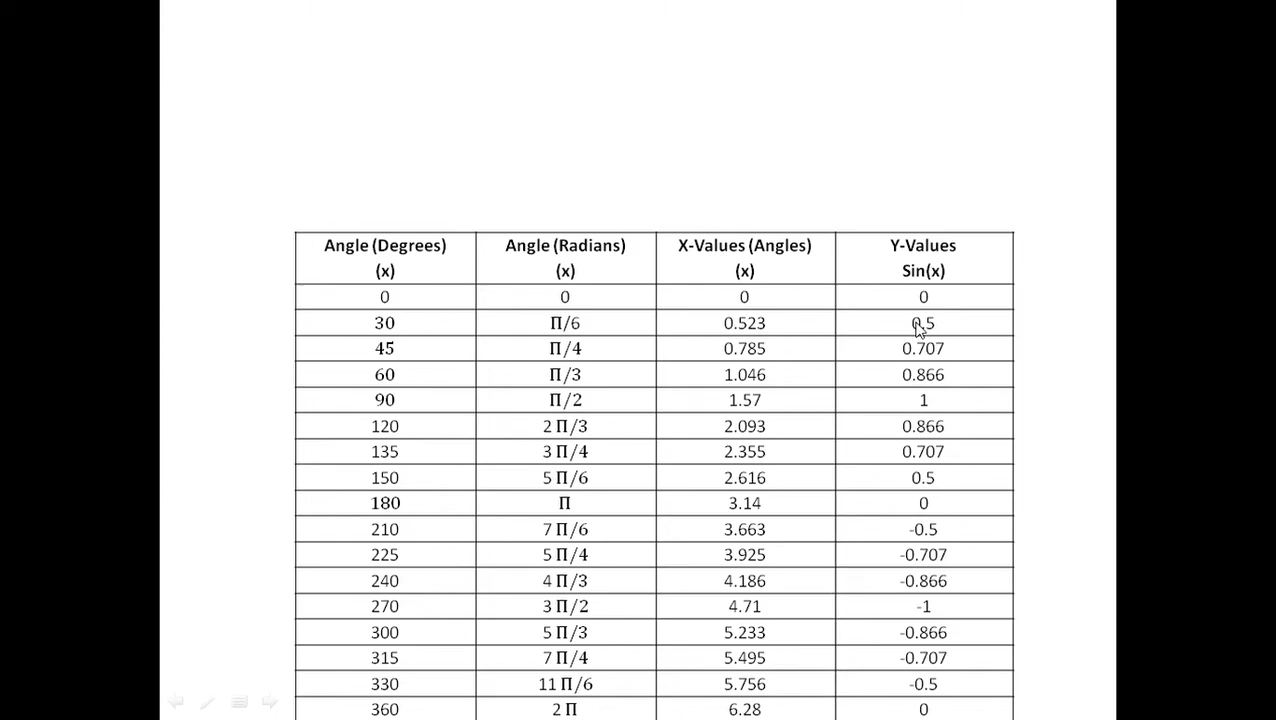 Angle (Degrees) Angle (Radians) X-Values (Angles) Y-Values
(x) (x) (x) Sin(x)
0 0 0 0
30 Π/6 0.523 0.5
45 Π/4 0.785 0.707
60 Π/3 1.046 0.866
90 Π/2 1.57 1
120 2 Π/3 2.093 0.866
135 3 Π/4 2.355 0.707
150 5 Π/6 2.616 0.5
180 Π 3.14 0
210 7 Π/6 3.663 -0.5
225 5 Π/4 3.925 -0.707
240 4 Π/3 4.186 -0.866
270 3 Π/2 4.71 -1
300 5 Π/3 5.233 -0.866
315 7 Π/4 5.495 -0.707
330 11 Π/6 5.756 -0.5
360 2 Π 6.28 0